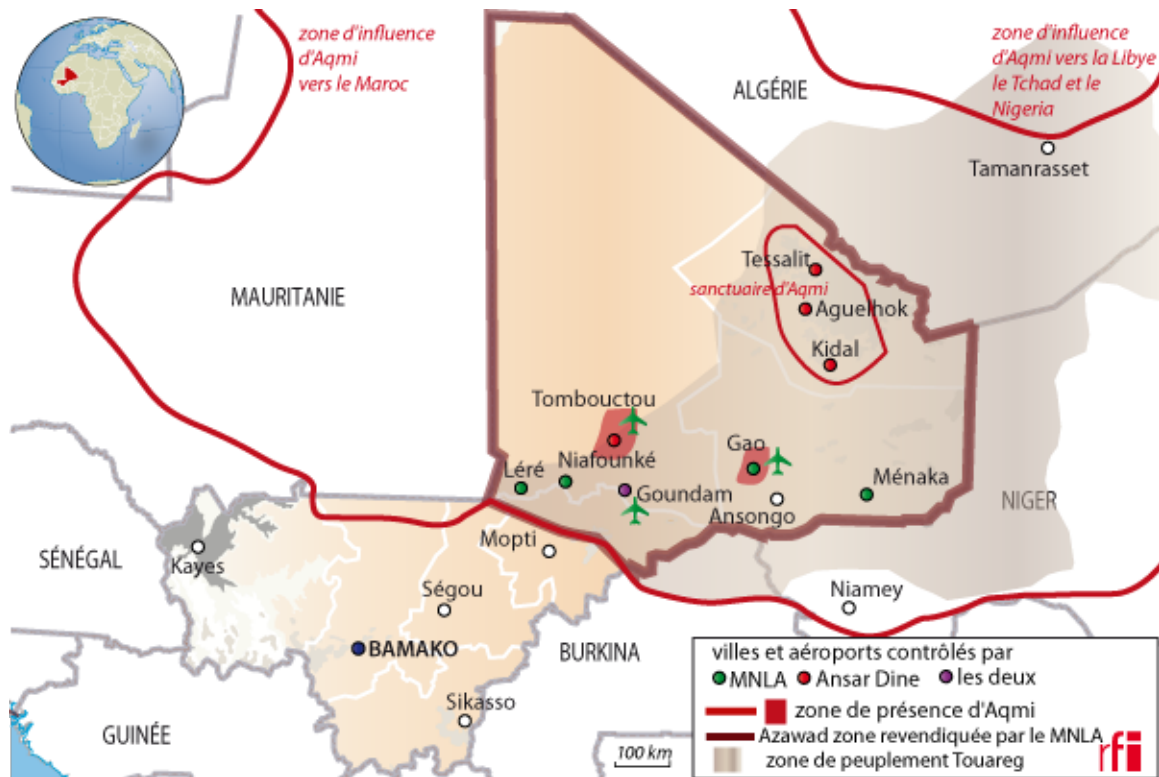 zone d'influence
d'Aqmi
vers le Maroc
zone d'influence
d'Aqmi vers la Libye
le Tchad et le
Nigeria
ALGÉRIE
Tamanrasset
MAURITANIE
Tessalit
sanctuaire d'Aqmi
Aguelhok
Kidal
Tombouctou
Gao
Léré
Niafounké
Goundam
Ménaka
Ansongo
NIGER
Mopti
SÉNÉGAL
Kayes
Ségou
Niamey
BAMAKO
BURKINA
Sikasso
GUINÉE
100 km
villes et aéroports contrôlés par
MNLA Ansar Dine les deux
zone de présence d'Aqmi
Azawad zone revendiquée par le MNLA
zone de peuplement Touareg
rfi